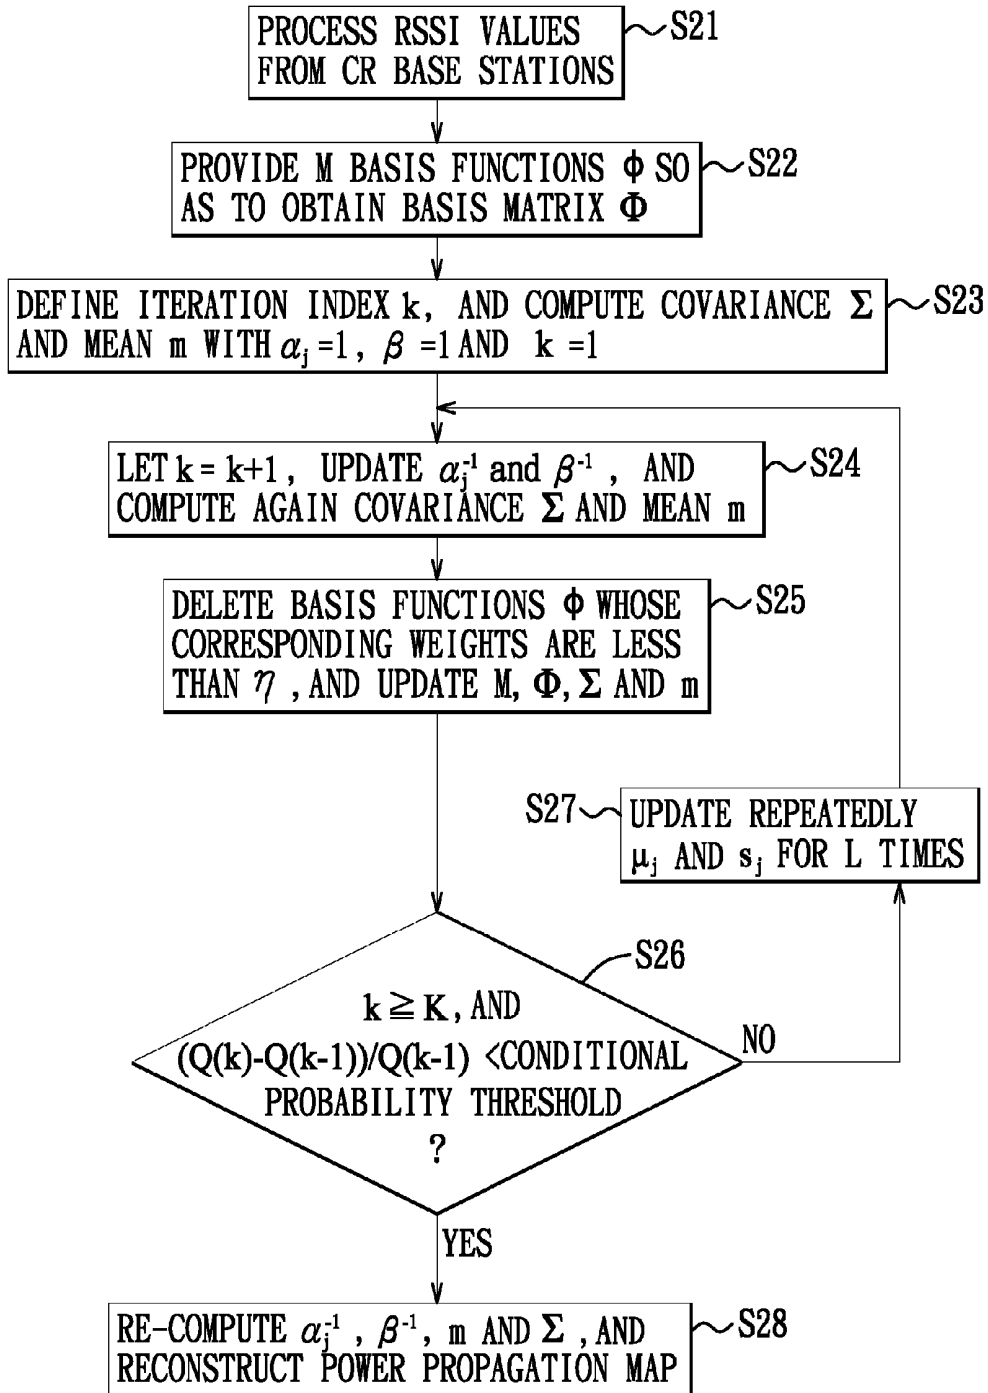 PROCESS RSSI VALUES
FROM CR BASE STATIONS
S21
PROVIDE M BASIS FUNCTIONS ϕ SO
AS TO OBTAIN BASIS MATRIX Φ
S22
DEFINE ITERATION INDEX k, AND COMPUTE COVARIANCE Σ
AND MEAN m WITH αj=1, β=1 AND k=1
S23
LET k=k+1, UPDATE αj⁻¹ and β⁻¹, AND
COMPUTE AGAIN COVARIANCE Σ AND MEAN m
S24
DELETE BASIS FUNCTIONS ϕ WHOSE
CORRESPONDING WEIGHTS ARE LESS
THAN η, AND UPDATE M, Φ, Σ AND m
S25
S27
UPDATE REPEATEDLY
μj AND sj FOR L TIMES
S26
k ≧ K, AND
(Q(k)-Q(k-1))/Q(k-1) <CONDITIONAL
PROBABILITY THRESHOLD
?
NO
YES
RE-COMPUTE αj⁻¹, β⁻¹, m AND Σ, AND
RECONSTRUCT POWER PROPAGATION MAP
S28